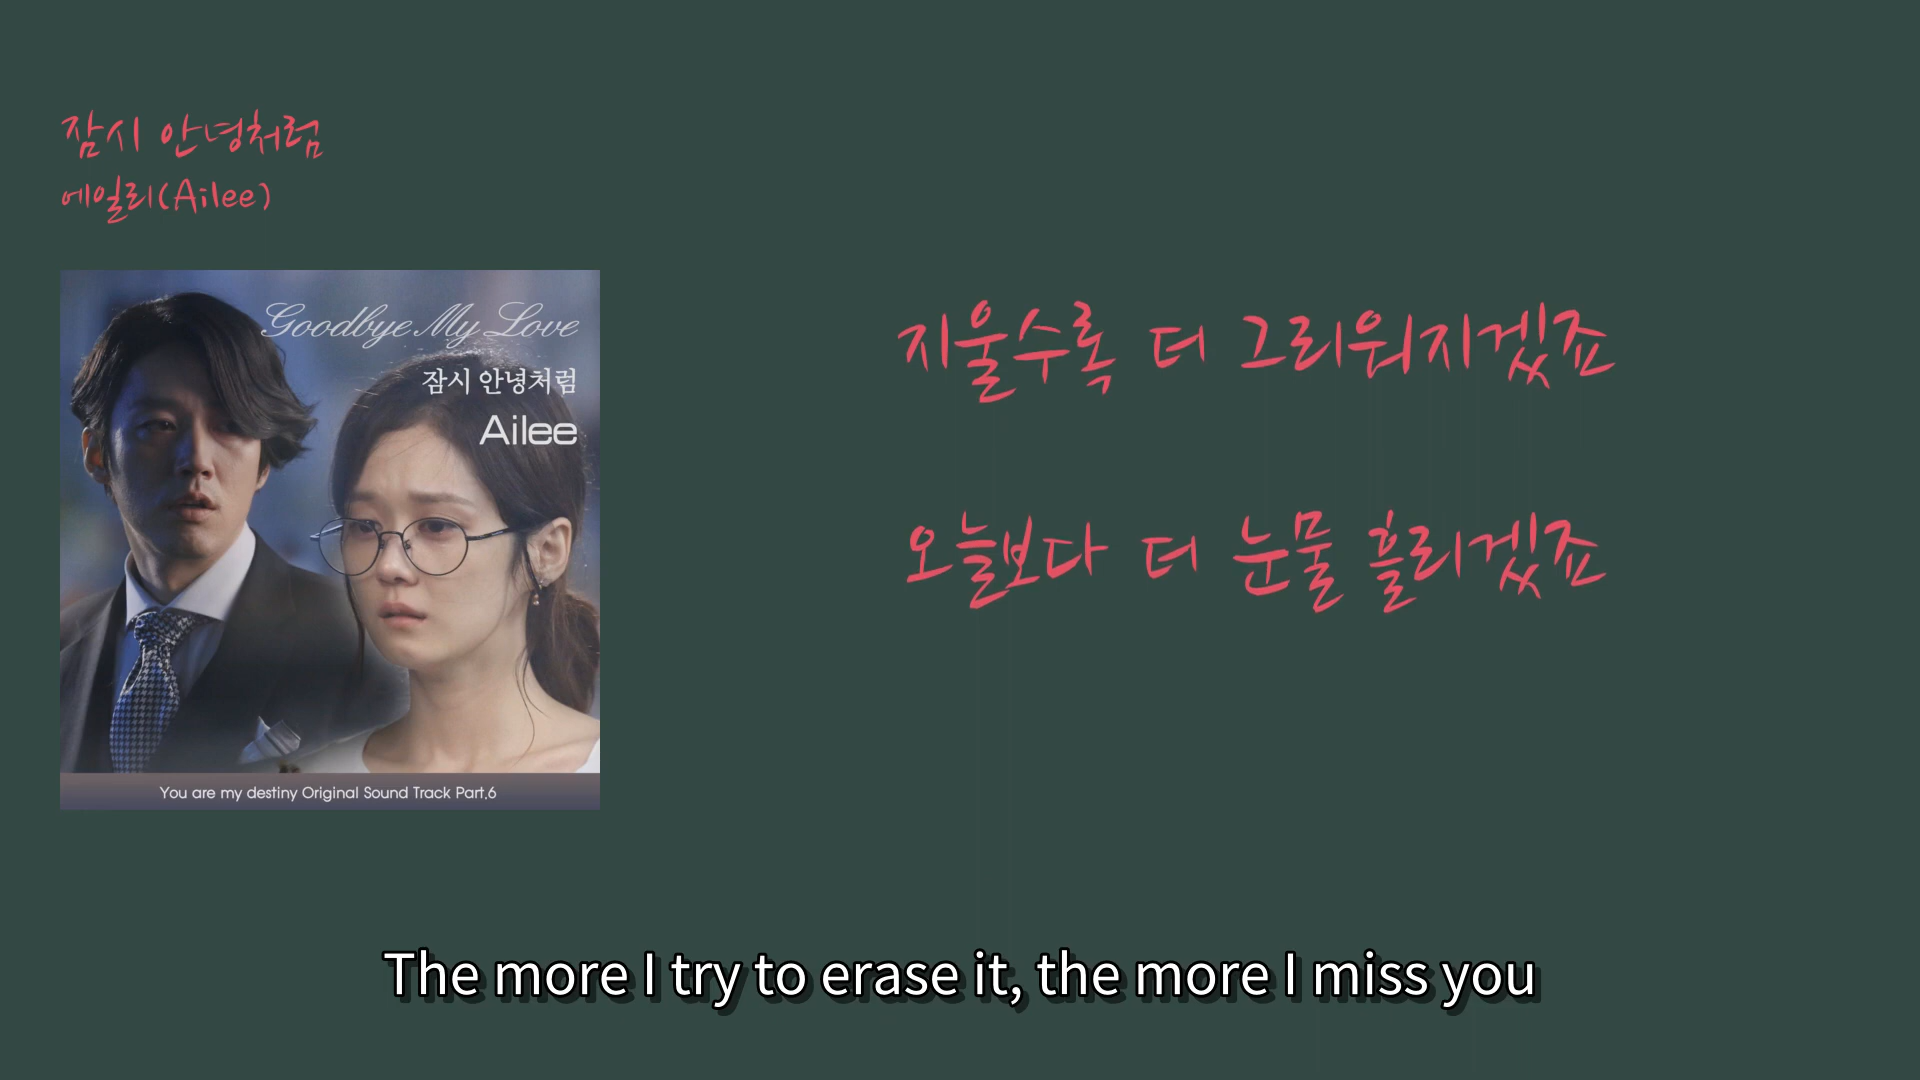 잠시 안녕처럼
에일리(Ailee)
Goodbye My Love
잠시 안녕처럼
Ailee
You are my destiny Original Sound Track Part.6
지울수록 더 그리워지겠죠
오늘보다 더 눈물 흘리겠죠
The more I try to erase it, the more I miss you